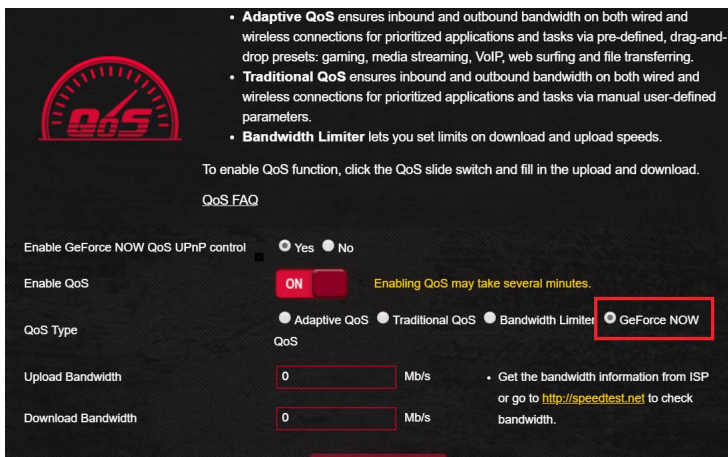 Adaptive QoS ensures inbound and outbound bandwidth on both wired and
wireless connections for prioritized applications and tasks via pre-defined, drag-and-
drop presets: gaming, media streaming, VoIP, web surfing and file transferring.
Traditional QoS ensures inbound and outbound bandwidth on both wired and
wireless connections for prioritized applications and tasks via manual user-defined
parameters.
Bandwidth Limiter lets you set limits on download and upload speeds.
QoS
To enable QoS function, click the QoS slide switch and fill in the upload and download.
QoS FAQ
Enable GeForce NOW QoS UPnP control Yes No
Enable QoS ON Enabling QoS may take several minutes.
QoS Type Adaptive QoS Traditional QoS Bandwidth Limiter GeForce NOW
QoS
Upload Bandwidth 0 Mb/s
Download Bandwidth 0 Mb/s
Get the bandwidth information from ISP
or go to http://speedtest.net to check
bandwidth.